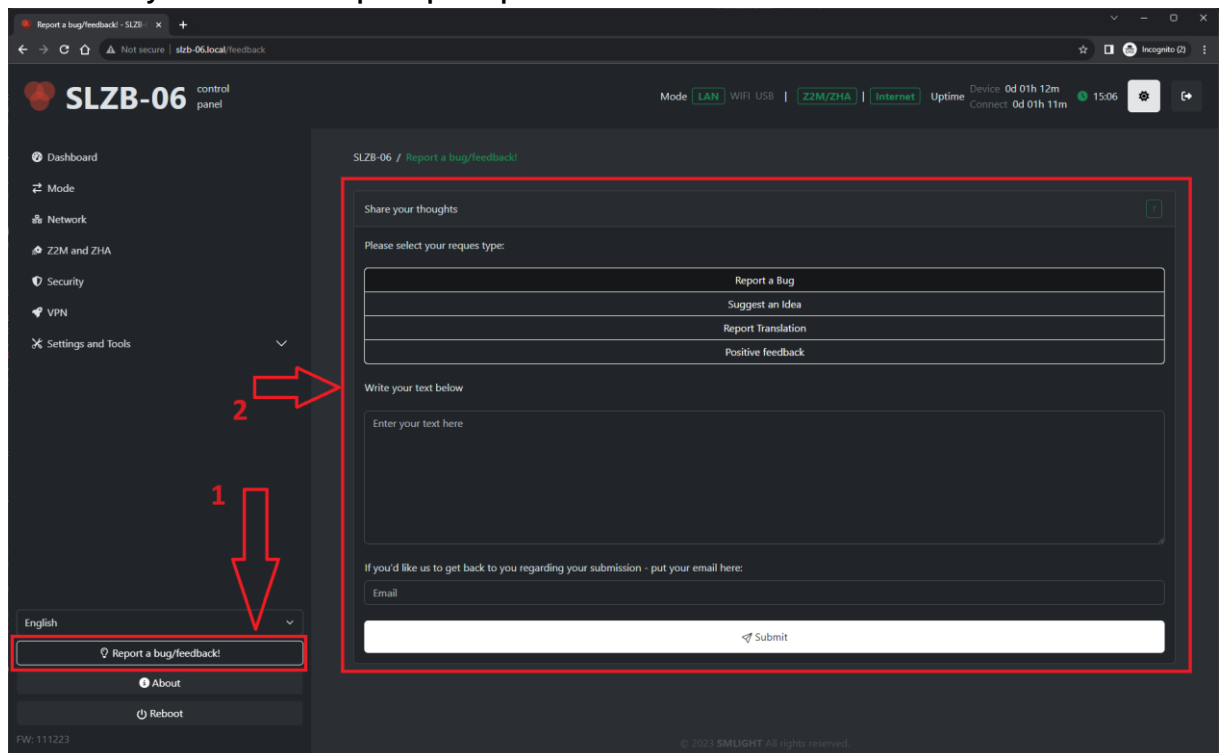 Report a bug/feedback! - SLZB-
Not secure | slzb-06.local/feedback
Incognito (2)
SLZB-06 control panel
Mode LAN WIFI USB | Z2M/ZHA | Internet Uptime Device 0d 01h 12m Connect 0d 01h 11m 15:06
Dashboard
Mode
Network
Z2M and ZHA
Security
VPN
Settings and Tools
SLZB-06 / Report a bug/feedback!
Share your thoughts
Please select your reques type:
Report a Bug
Suggest an Idea
Report Translation
Positive feedback
2
Write your text below
Enter your text here
1
If you'd like us to get back to you regarding your submission - put your email here:
Email
Submit
English
Report a bug/feedback!
About
Reboot
FW: 111223
© 2023 SMLIGHT All rights reserved.